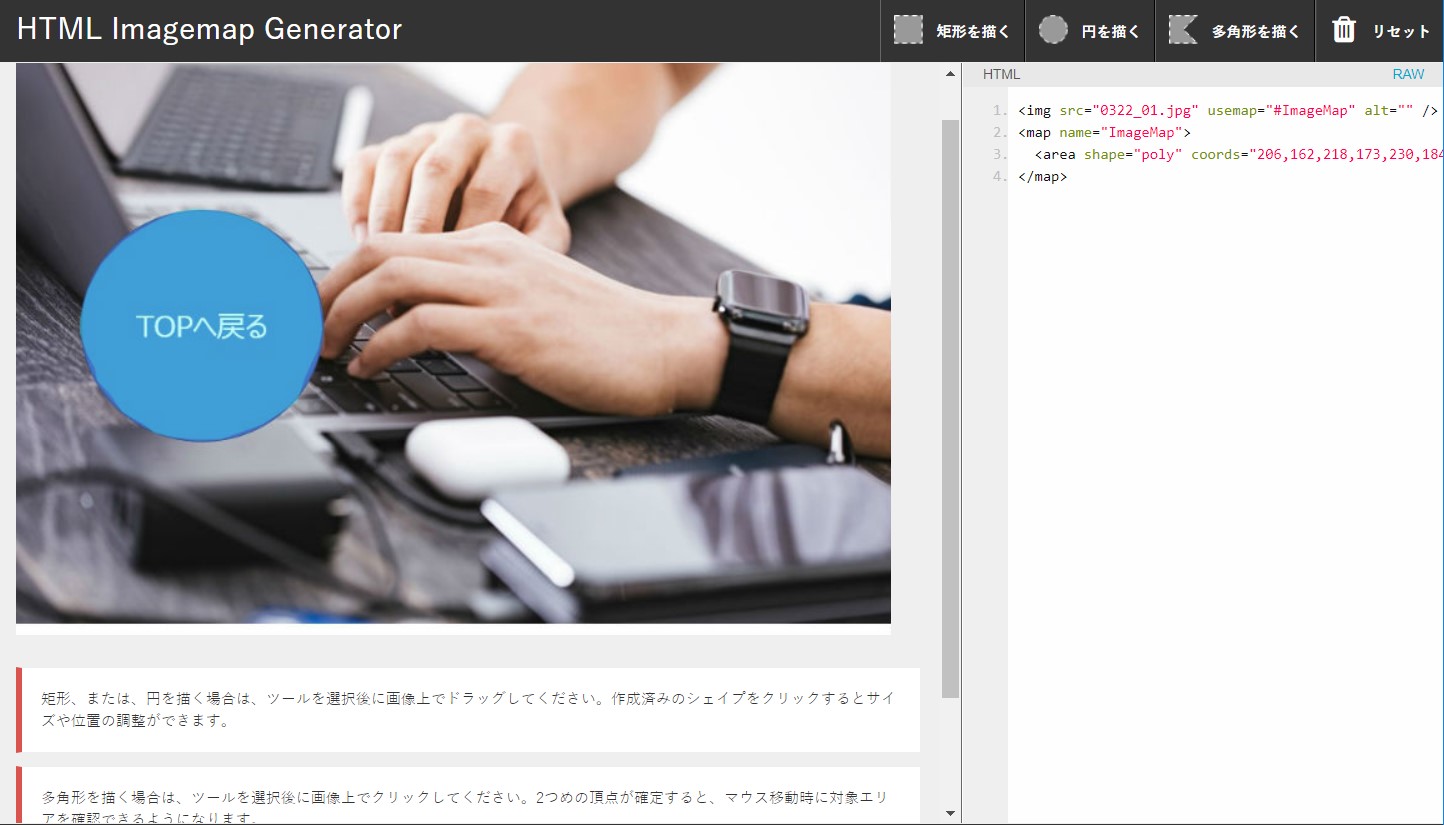 HTML Imagemap Generator
矩形を描く
円を描く
多角形を描く
リセット
TOPへ戻る
HTML
RAW
1. <img src="0322_01.jpg" usemap="#ImageMap" alt="" />
2. <map name="ImageMap">
3. <area shape="poly" coords="206,162,218,173,230,184
4. </map>
矩形、または、円を描く場合は、ツールを選択後に画像上でドラッグしてください。作成済みのシェイプをクリックするとサイ
ズや位置の調整ができます。
多角形を描く場合は、ツールを選択後に画像上でクリックしてください。2つめの頂点が確定すると、マウス移動時に対象エリ
アを確認できるようになります。